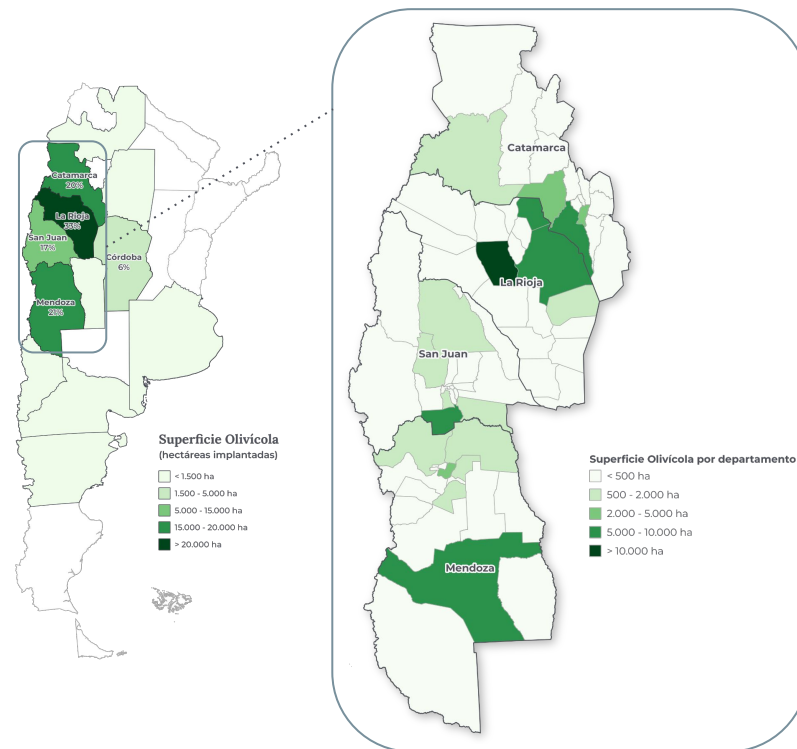 Catamarca
20%
La Rioja
33%
San Juan
17%
Córdoba
6%
Mendoza
21%
Superficie Olivícola
(hectáreas implantadas)
< 1.500 ha
1.500 - 5.000 ha
5.000 - 15.000 ha
15.000 - 20.000 ha
> 20.000 ha
Catamarca
La Rioja
San Juan
Mendoza
Superficie Olivícola por departamento
< 500 ha
500 - 2.000 ha
2.000 - 5.000 ha
5.000 - 10.000 ha
> 10.000 ha